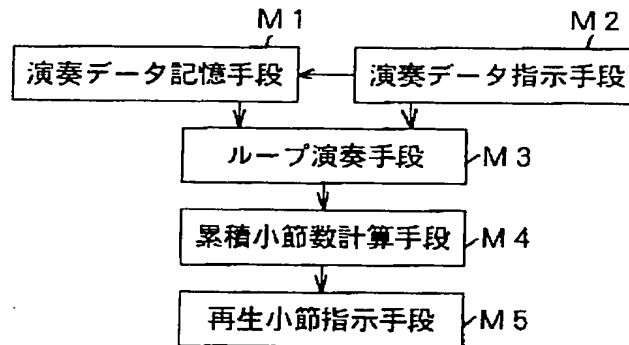 M1
M2
演奏データ記憶手段
演奏データ指示手段
ループ演奏手段
M3
累積小節数計算手段
M4
再生小節指示手段
M5